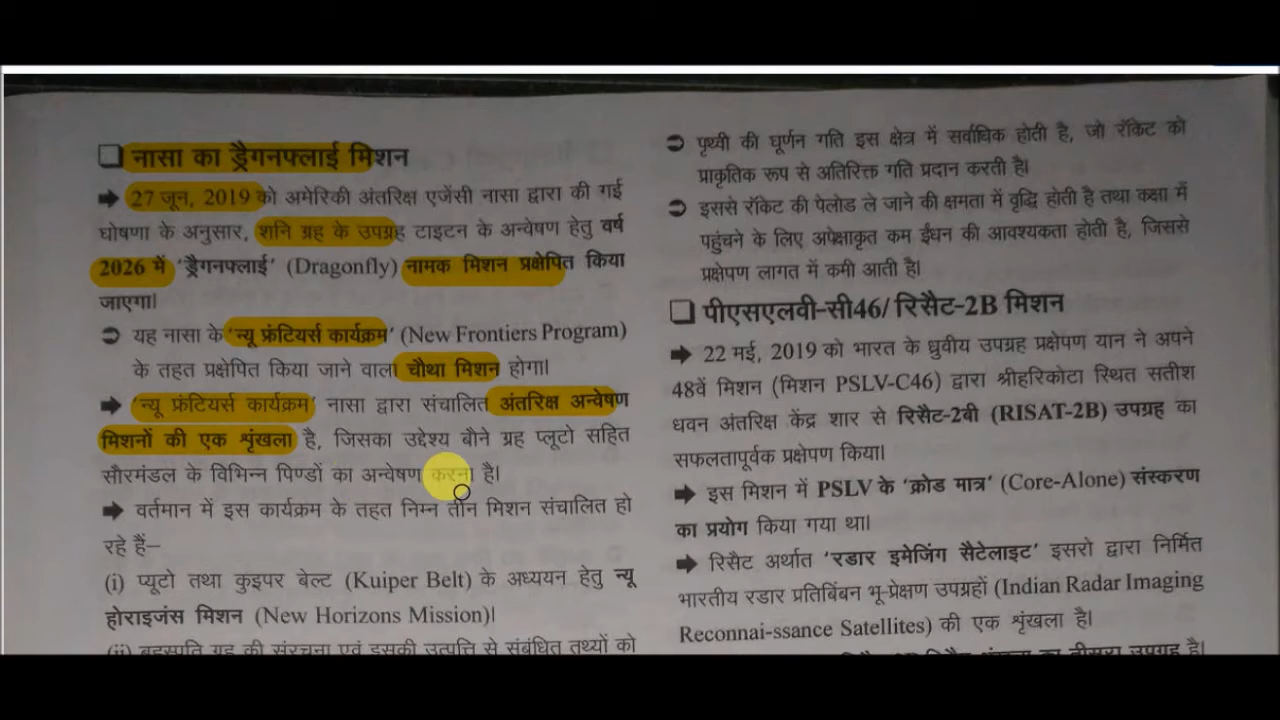 ❑ नासा का ड्रैगनफ्लाई मिशन
➡ 27 जून, 2019 को अमेरिकी अंतरिक्ष एजेंसी नासा द्वारा की गई
घोषणा के अनुसार, शनि ग्रह के उपग्रह टाइटन के अन्वेषण हेतु वर्ष
2026 में 'ड्रैगनफ्लाई' (Dragonfly) नामक मिशन प्रक्षेपित किया
जाएगा।
➲ यह नासा के 'न्यू फ्रंटियर्स कार्यक्रम' (New Frontiers Program)
के तहत प्रक्षेपित किया जाने वाला चौथा मिशन होगा।
➡ 'न्यू फ्रंटियर्स कार्यक्रम' नासा द्वारा संचालित अंतरिक्ष अन्वेषण
मिशनों की एक शृंखला है, जिसका उद्देश्य बौने ग्रह प्लूटो सहित
सौरमंडल के विभिन्न पिण्डों का अन्वेषण करना है।
➡ वर्तमान में इस कार्यक्रम के तहत निम्न तीन मिशन संचालित हो
रहे हैं–
(i) प्यूटो तथा कुइपर बेल्ट (Kuiper Belt) के अध्ययन हेतु न्यू
होराइजंस मिशन (New Horizons Mission)।
(ii) बृहस्पति ग्रह की संरचना एवं इसकी उत्पत्ति से संबंधित तथ्यों को
➲ पृथ्वी की घूर्णन गति इस क्षेत्र में सर्वाधिक होती है, जो रॉकेट को
प्राकृतिक रूप से अतिरिक्त गति प्रदान करती है।
➲ इससे रॉकेट की पेलोड ले जाने की क्षमता में वृद्धि होती है तथा कक्षा में
पहुंचने के लिए अपेक्षाकृत कम ईंधन की आवश्यकता होती है, जिससे
प्रक्षेपण लागत में कमी आती है।
❑ पीएसएलवी-सी46/ रिसैट-2B मिशन
➡ 22 मई, 2019 को भारत के ध्रुवीय उपग्रह प्रक्षेपण यान ने अपने
48वें मिशन (मिशन PSLV-C46) द्वारा श्रीहरिकोटा स्थित सतीश
धवन अंतरिक्ष केंद्र शार से रिसैट-2बी (RISAT-2B) उपग्रह का
सफलतापूर्वक प्रक्षेपण किया।
➡ इस मिशन में PSLV के 'क्रोड मात्र' (Core-Alone) संस्करण
का प्रयोग किया गया था।
➡ रिसैट अर्थात 'रडार इमेजिंग सैटेलाइट' इसरो द्वारा निर्मित
भारतीय रडार प्रतिबिंबन भू-प्रेक्षण उपग्रहों (Indian Radar Imaging
Reconnai-ssance Satellites) की एक शृंखला है।
का तीसरा उपग्रह है।